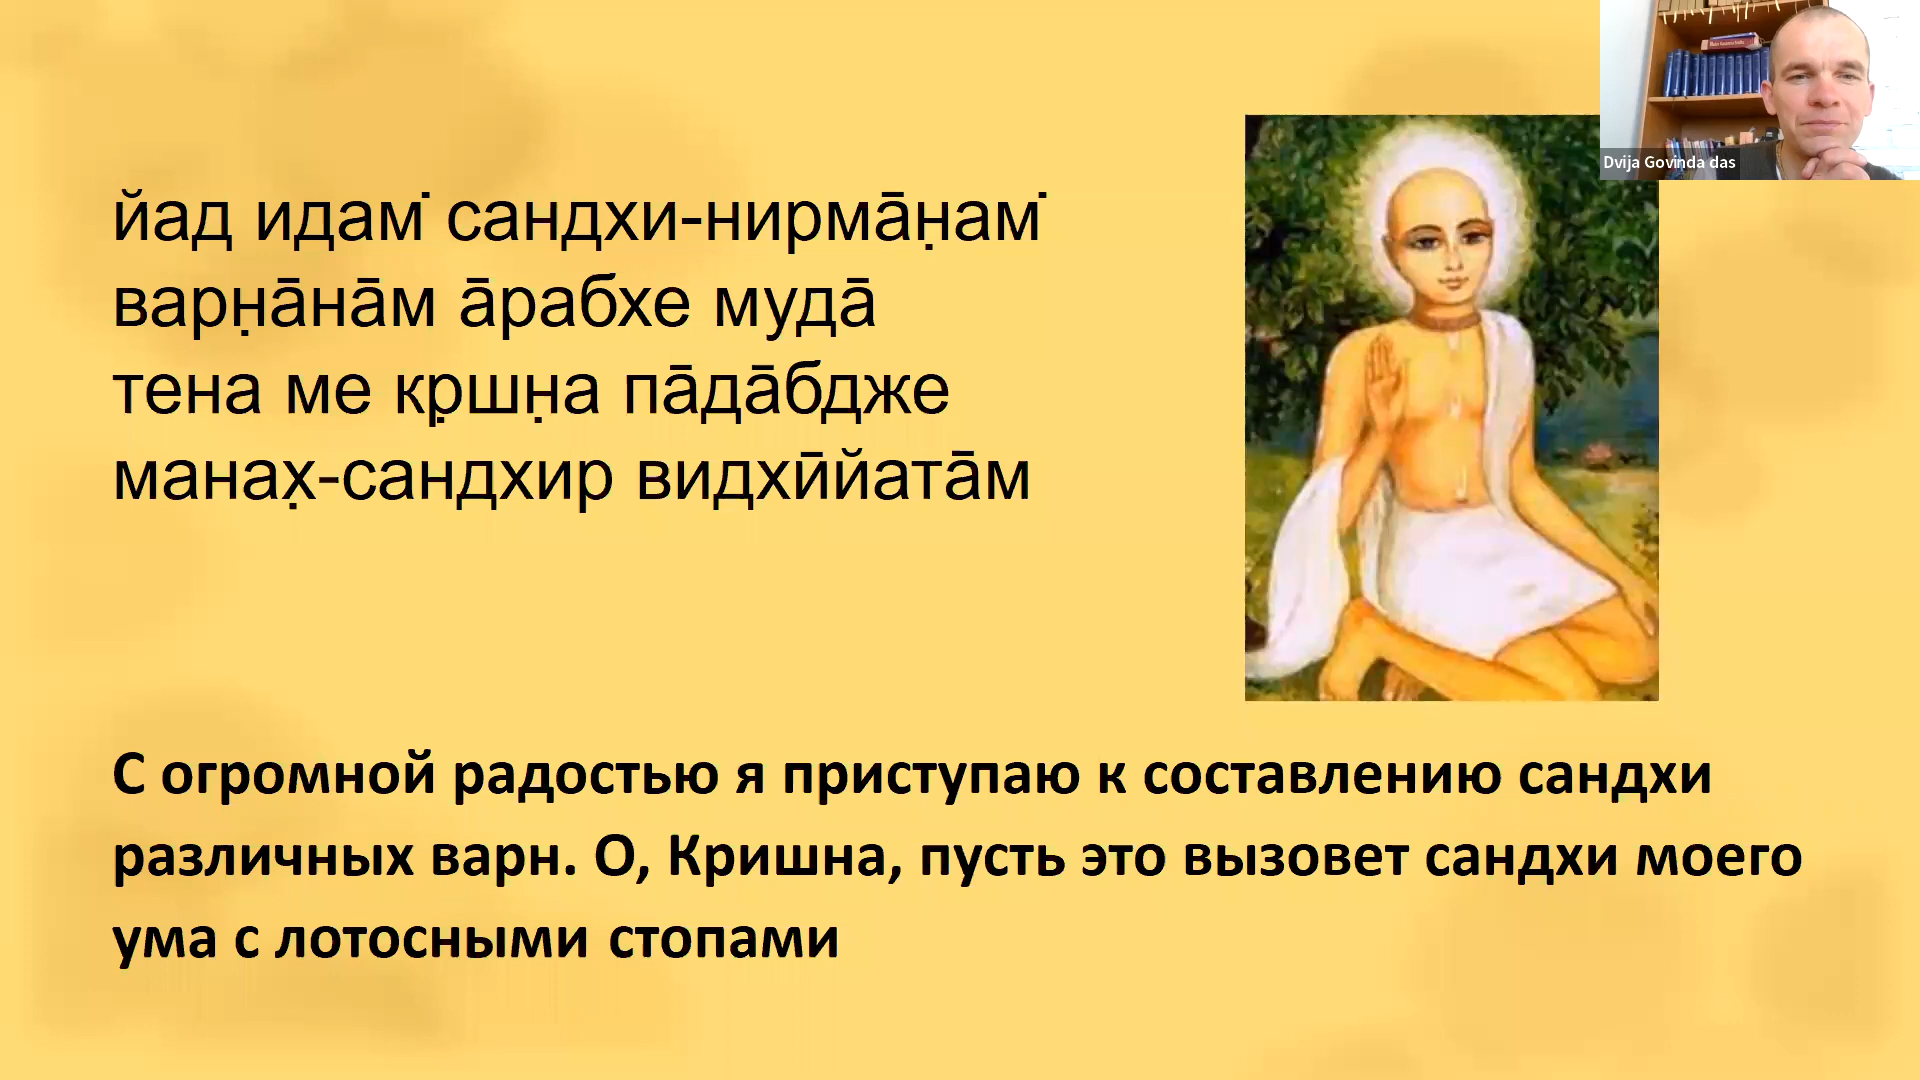 йад идам̇ сандхи-нирма̄н̣ам̇
варн̣а̄на̄м а̄рабхе муда̄
тена ме кр̣шн̣а па̄да̄бдже
манах̣-сандхир видхӣйата̄м
Dvija Govinda das
С огромной радостью я приступаю к составлению сандхи
различных варн. О, Кришна, пусть это вызовет сандхи моего
ума с лотосными стопами